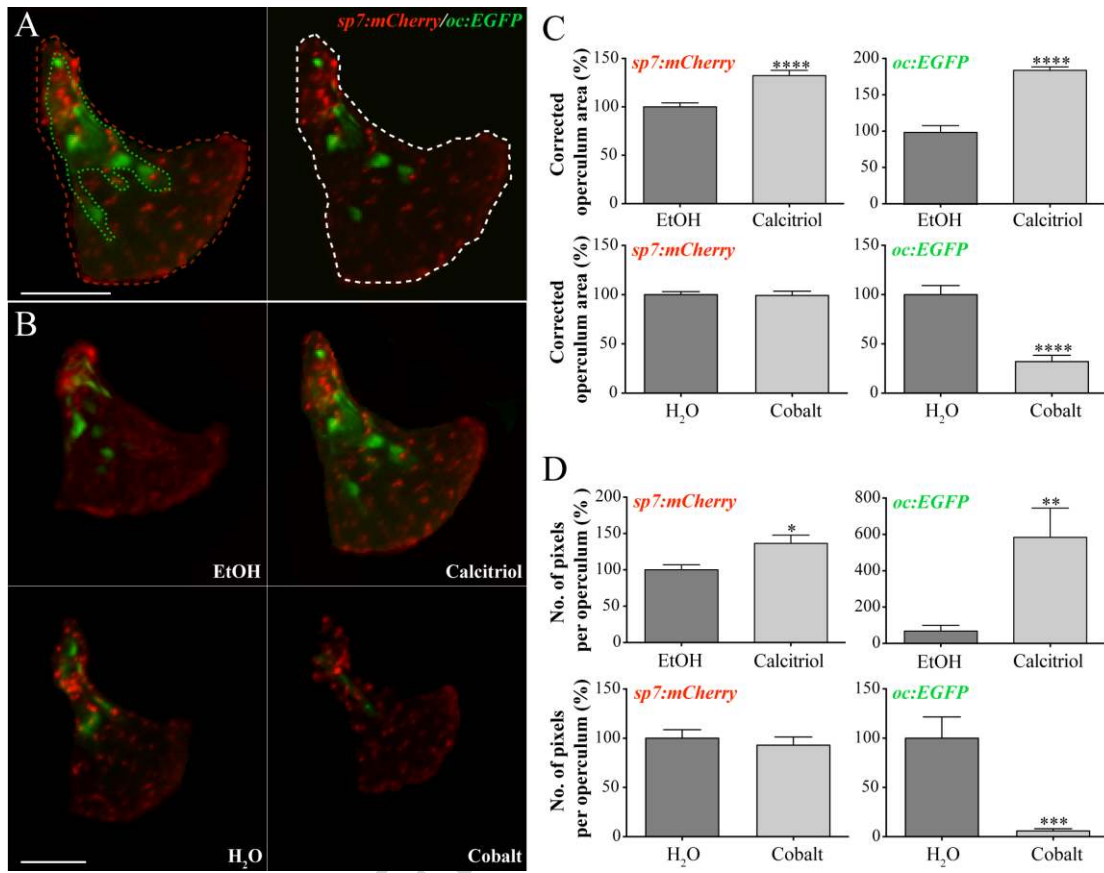 A
sp7:mCherry/oc:EGFP
B
EtOH
Calcitriol
H₂O
Cobalt
C
Corrected
operculum area (%)
sp7:mCherry
150
100
50
0
****
EtOH
Calcitriol
oc:EGFP
200
150
100
50
0
****
EtOH
Calcitriol
Corrected
operculum area (%)
sp7:mCherry
150
100
50
0
H₂O
Cobalt
oc:EGFP
150
100
50
0
****
H₂O
Cobalt
D
No. of pixels
per operculum (%)
sp7:mCherry
200
150
100
50
0
*
EtOH
Calcitriol
oc:EGFP
800
600
400
200
0
**
EtOH
Calcitriol
No. of pixels
per operculum (%)
sp7:mCherry
150
100
50
0
H₂O
Cobalt
oc:EGFP
150
100
50
0
***
H₂O
Cobalt